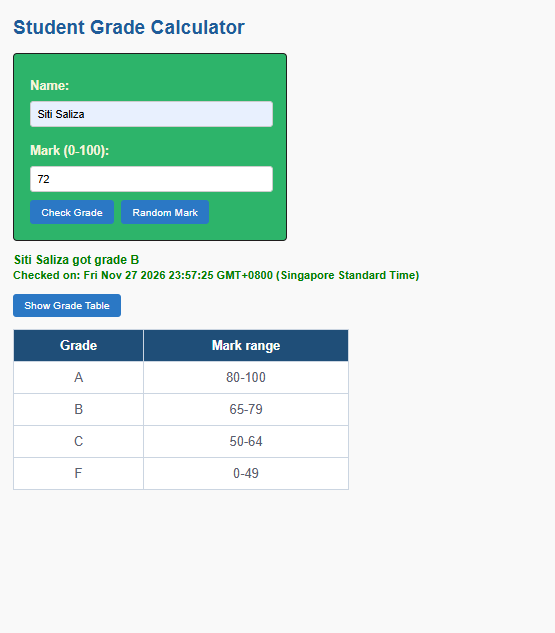 Student Grade Calculator
Name:
Siti Saliza
Mark (0-100):
72
Check Grade Random Mark
Siti Saliza got grade B
Checked on: Fri Nov 27 2026 23:57:25 GMT+0800 (Singapore Standard Time)
Show Grade Table
Grade Mark range
A 80-100
B 65-79
C 50-64
F 0-49